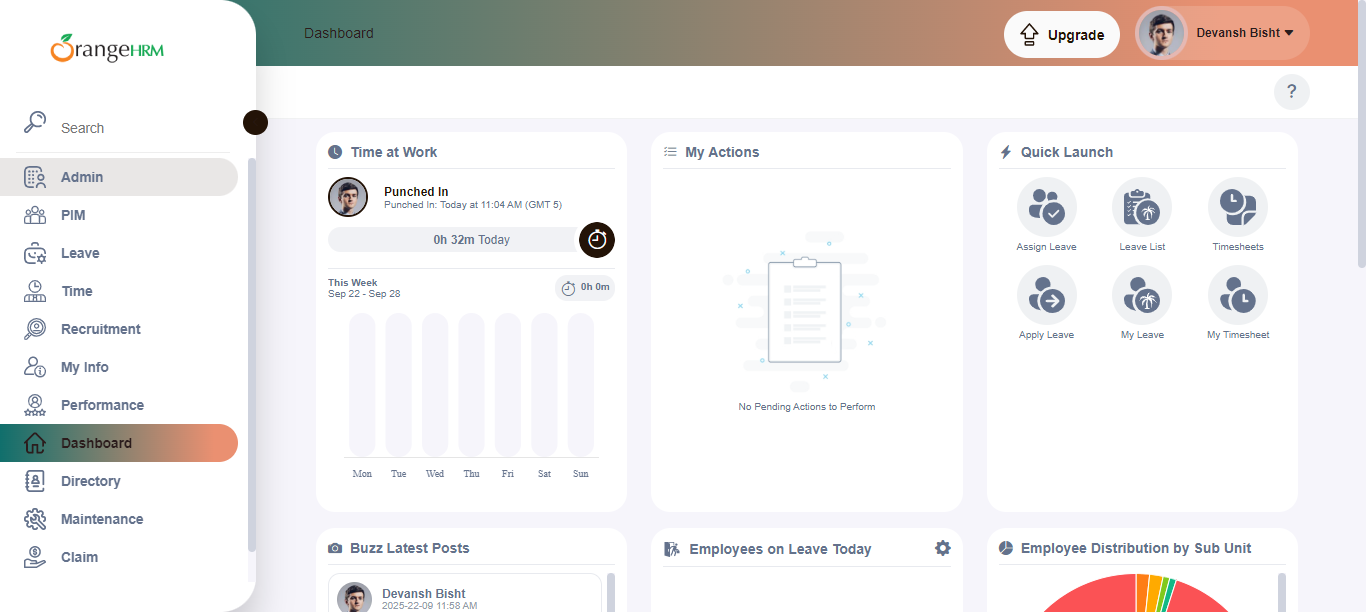 OrangeHRM
Dashboard
Upgrade
Devansh Bisht
?
Search
Admin
PIM
Leave
Time
Recruitment
My Info
Performance
Dashboard
Directory
Maintenance
Claim
Time at Work
Punched In
Punched In: Today at 11:04 AM (GMT 5)
0h 32m Today
This Week
Sep 22 - Sep 28
0h 0m
Mon Tue Wed Thu Fri Sat Sun
My Actions
No Pending Actions to Perform
Quick Launch
Assign Leave Leave List Timesheets
Apply Leave My Leave My Timesheet
Buzz Latest Posts
Devansh Bisht
2025-22-09 11:58 AM
Employees on Leave Today
Employee Distribution by Sub Unit